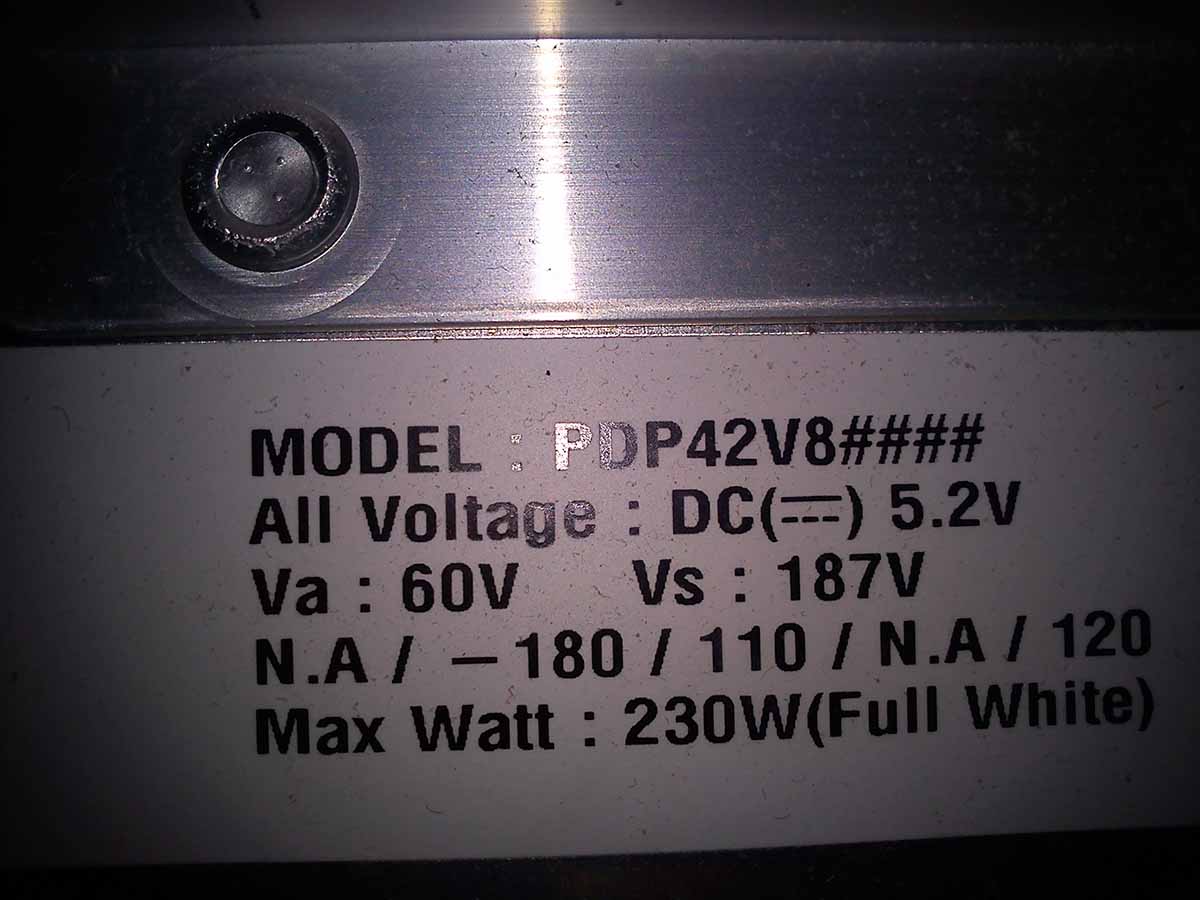 MODEL : PDP42V8####
All Voltage : DC(⎓) 5.2V
Va : 60V Vs : 187V
N.A / –180 / 110 / N.A / 120
Max Watt : 230W(Full White)